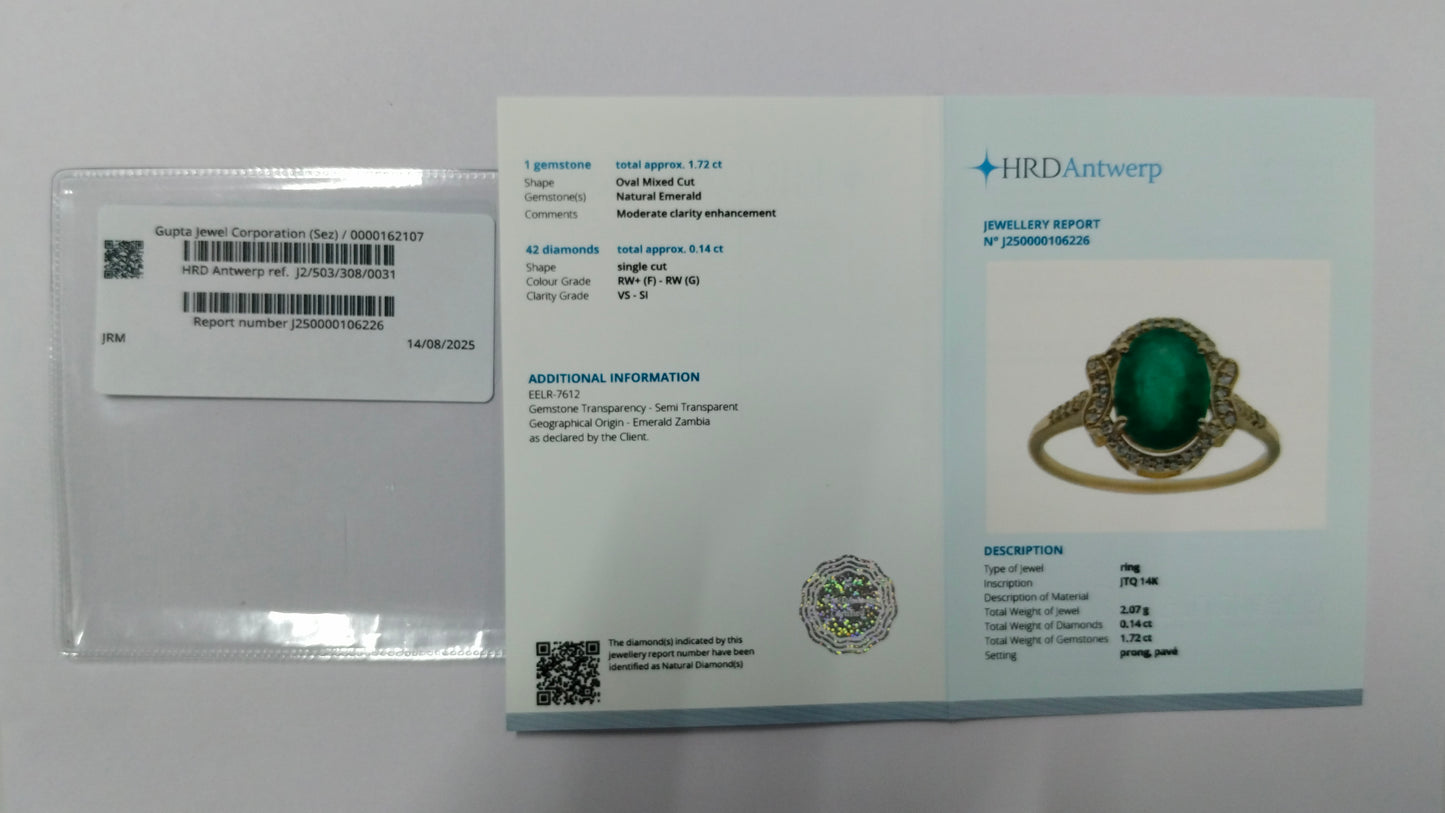 Gupta Jewel Corporation (Sez) / 0000162107
HRD Antwerp ref. J2/503/308/0031
Report number J250000106226
JRM
14/08/2025
1 gemstone total approx. 1.72 ct
Shape Oval Mixed Cut
Gemstone(s) Natural Emerald
Comments Moderate clarity enhancement
42 diamonds total approx. 0.14 ct
Shape single cut
Colour Grade RW+ (F) - RW (G)
Clarity Grade VS - SI
ADDITIONAL INFORMATION
EELR-7612
Gemstone Transparency - Semi Transparent
Geographical Origin - Emerald Zambia
as declared by the Client.
The diamond(s) indicated by this
jewellery report number have been
identified as Natural Diamond(s)
HRDAntwerp
JEWELLERY REPORT
N° J250000106226
DESCRIPTION
Type of Jewel ring
Inscription JTQ 14K
Description of Material
Total Weight of Jewel 2.07 g
Total Weight of Diamonds 0.14 ct
Total Weight of Gemstones 1.72 ct
Setting prong, pavé